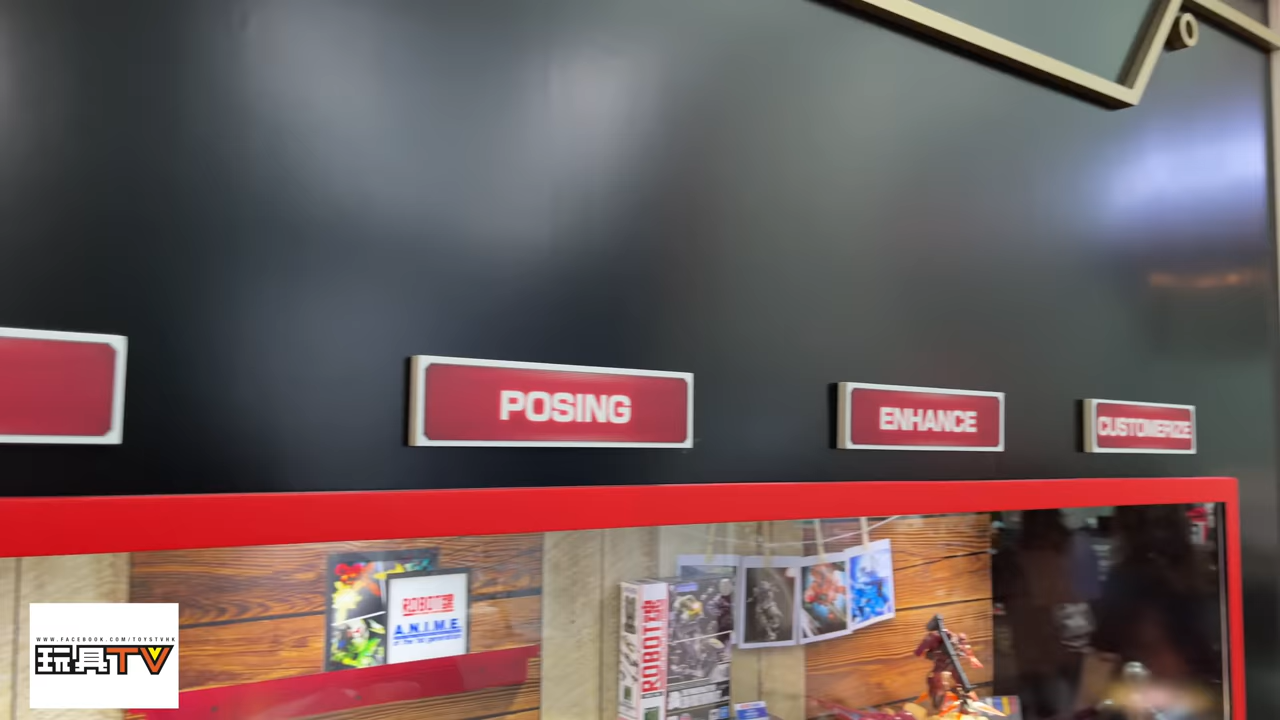 POSING
ENHANCE
CUSTOMERIZE
ROBOT魂
A.N.I.M.E.
ROBOT魂
WWW.FACEBOOK.COM/TOYSTVHK
玩具TV